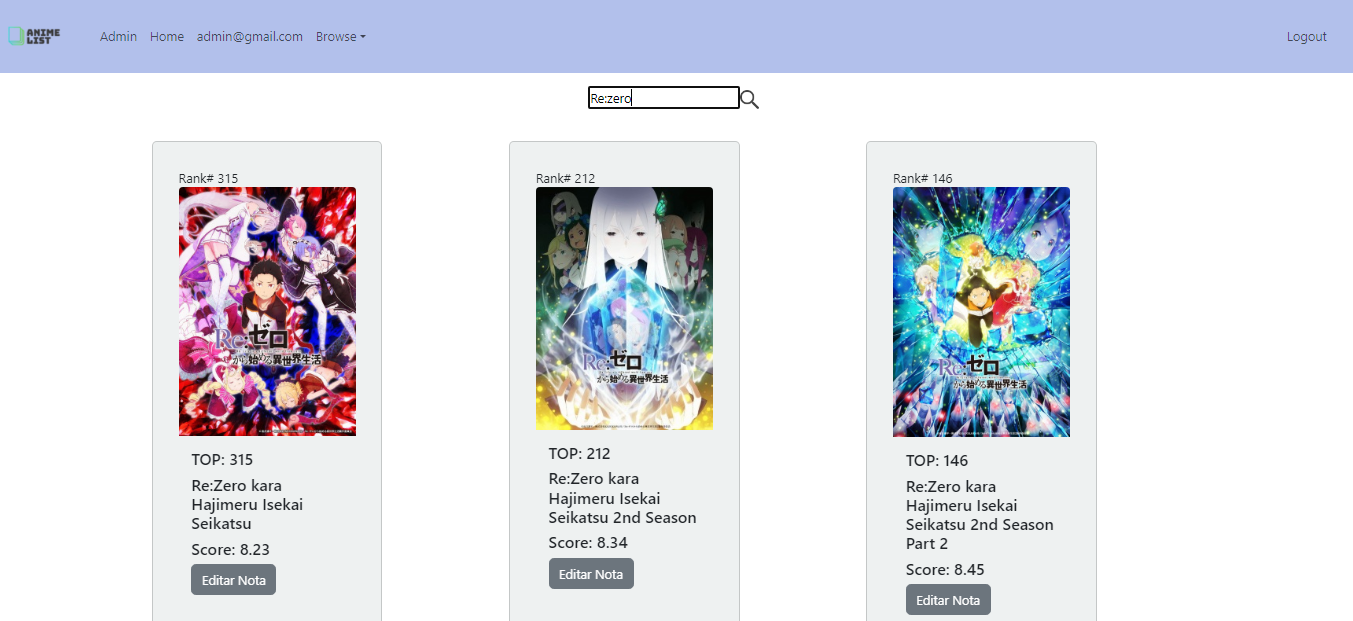 ANIME
LIST
Admin Home admin@gmail.com Browse Logout
Re:zero
Rank# 315
Re:ゼロ
から始める異世界生活
TOP: 315
Re:Zero kara
Hajimeru Isekai
Seikatsu
Score: 8.23
Editar Nota
Rank# 212
Re:ゼロ
から始める異世界生活
TOP: 212
Re:Zero kara
Hajimeru Isekai
Seikatsu 2nd Season
Score: 8.34
Editar Nota
Rank# 146
Re:ゼロ
から始める異世界生活
TOP: 146
Re:Zero kara
Hajimeru Isekai
Seikatsu 2nd Season
Part 2
Score: 8.45
Editar Nota